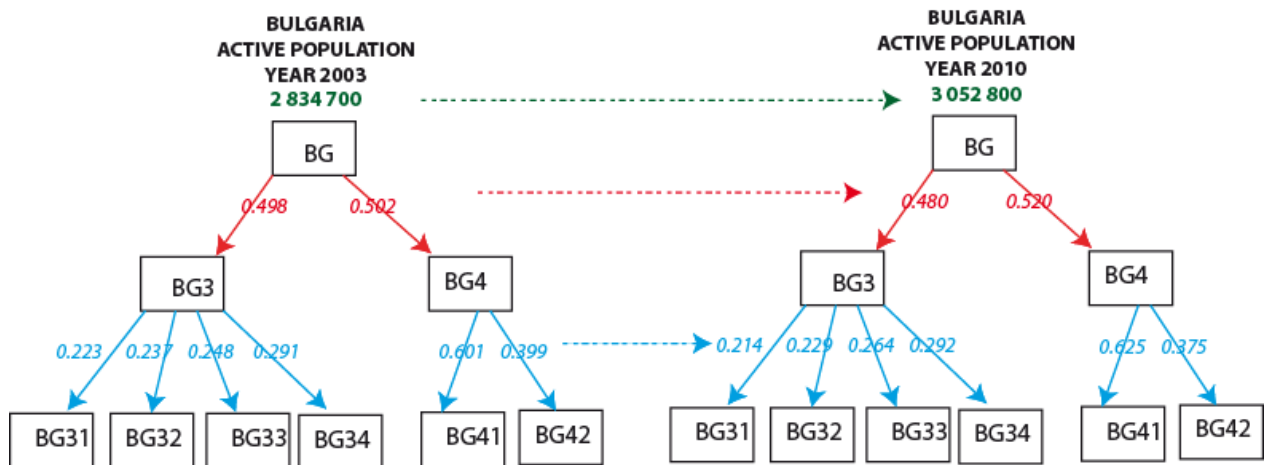 BULGARIA
ACTIVE POPULATION
YEAR 2003
2 834 700
BG
0.498
0.502
BG3
BG4
0.223
0.237
0.248
0.291
0.601
0.399
BG31
BG32
BG33
BG34
BG41
BG42
BULGARIA
ACTIVE POPULATION
YEAR 2010
3 052 800
BG
0.480
0.520
BG3
BG4
0.214
0.229
0.264
0.292
0.625
0.375
BG31
BG32
BG33
BG34
BG41
BG42